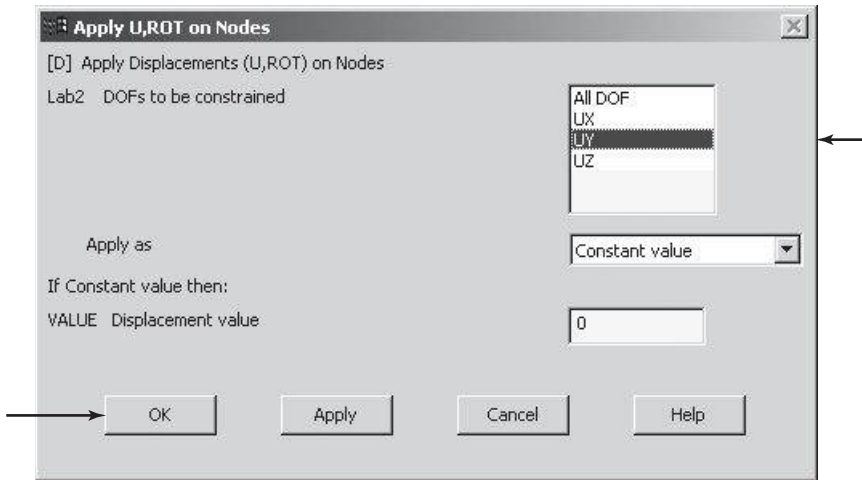 Apply U,ROT on Nodes
[D] Apply Displacements (U,ROT) on Nodes
Lab2 DOFs to be constrained
All DOF
UX
UY
UZ
Apply as
Constant value
If Constant value then:
VALUE Displacement value
0
OK
Apply
Cancel
Help